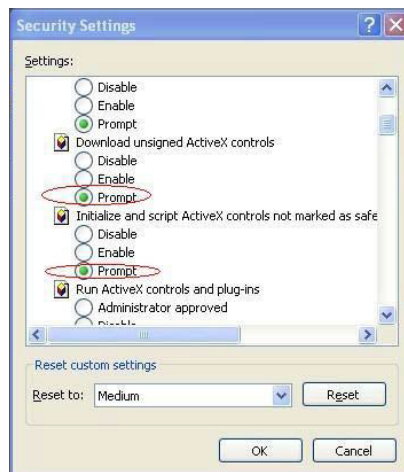 Security Settings
Settings:
Disable
Enable
Prompt
Download unsigned ActiveX controls
Disable
Enable
Prompt
Initialize and script ActiveX controls not marked as safe
Disable
Enable
Prompt
Run ActiveX controls and plug-ins
Administrator approved
Disable
Reset custom settings
Reset to: Medium Reset
OK Cancel